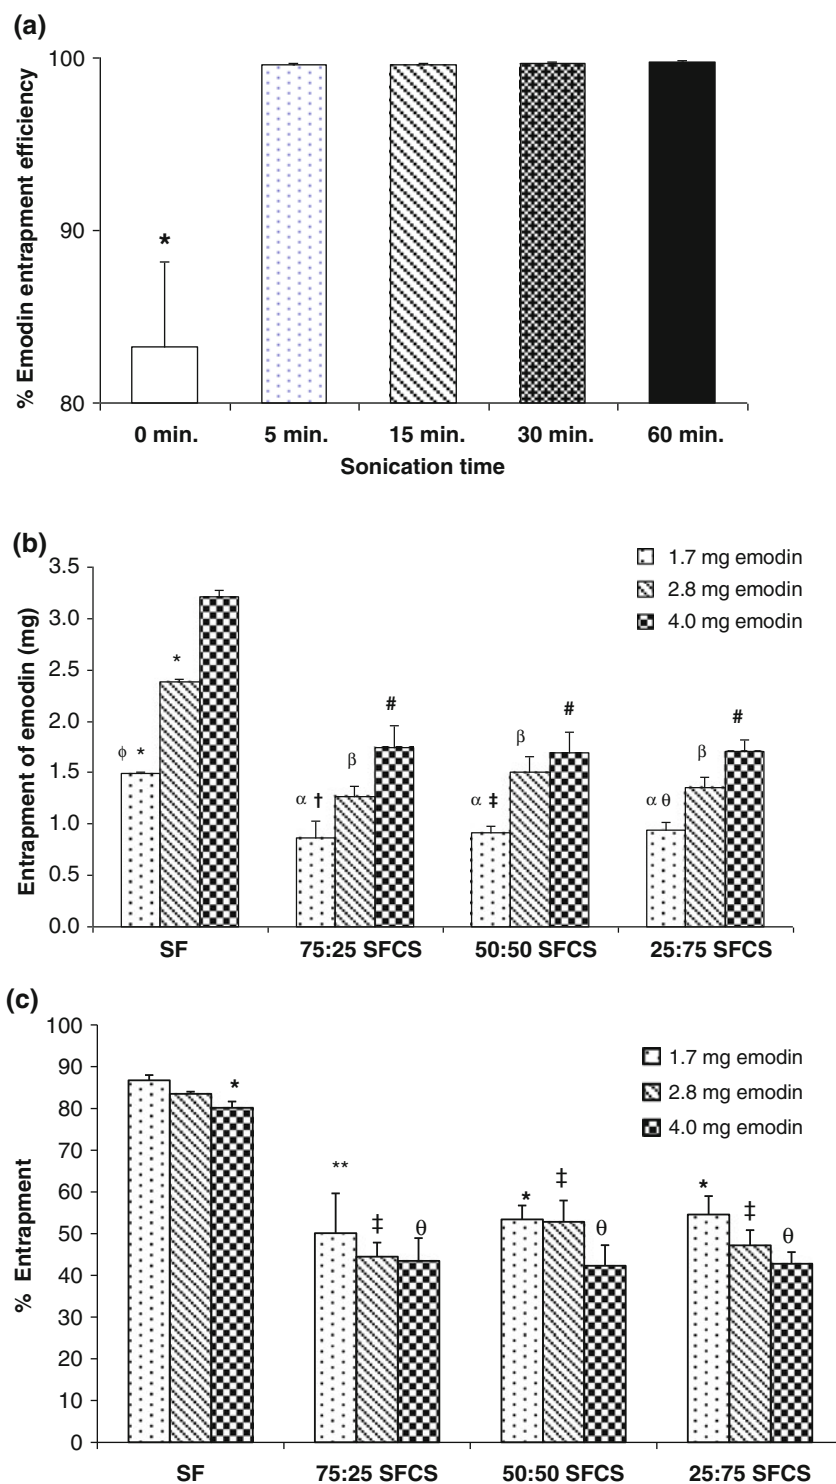 (a)
% Emodin entrapment efficiency
100
90
80
*
0 min.
5 min.
15 min.
30 min.
60 min.
Sonication time
(b)
Entrapment of emodin (mg)
3.5
3.0
2.5
2.0
1.5
1.0
0.5
0.0
1.7 mg emodin
2.8 mg emodin
4.0 mg emodin
ϕ * *
α † β #
α ‡ β #
α θ β #
SF
75:25 SFCS
50:50 SFCS
25:75 SFCS
(c)
% Entrapment
100
90
80
70
60
50
40
30
20
10
0
1.7 mg emodin
2.8 mg emodin
4.0 mg emodin
*
** ‡ θ
* ‡ θ
* ‡ θ
SF
75:25 SFCS
50:50 SFCS
25:75 SFCS